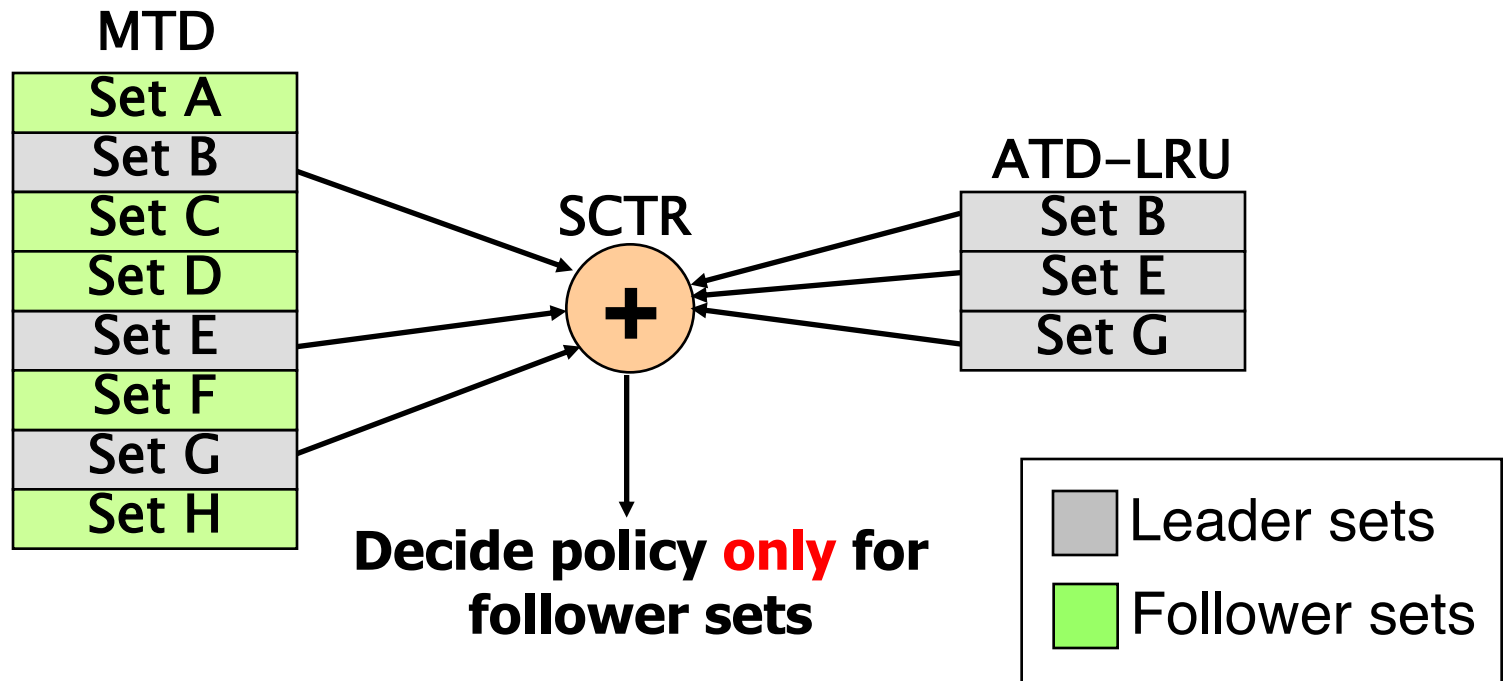 MTD
Set A
Set B
Set C
Set D
Set E
Set F
Set G
Set H
SCTR
+
ATD-LRU
Set B
Set E
Set G
Decide policy only for
follower sets
Leader sets
Follower sets